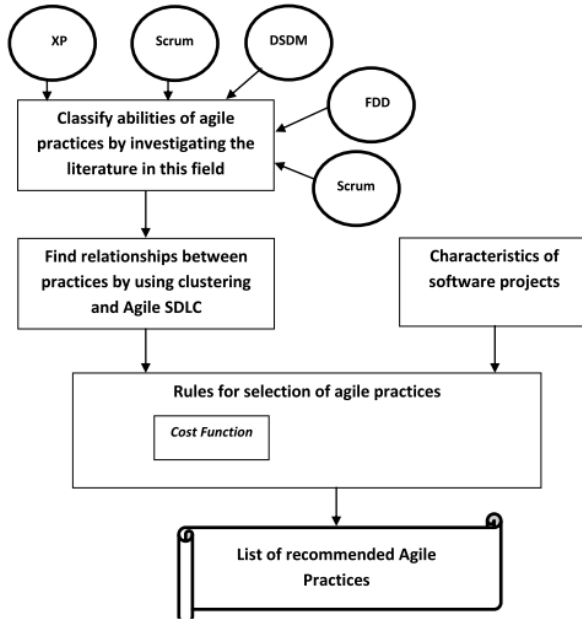 XP
Scrum
DSDM
FDD
Scrum
Classify abilities of agile
practices by investigating the
literature in this field
Find relationships between
practices by using clustering
and Agile SDLC
Characteristics of
software projects
Rules for selection of agile practices
Cost Function
List of recommended Agile
Practices